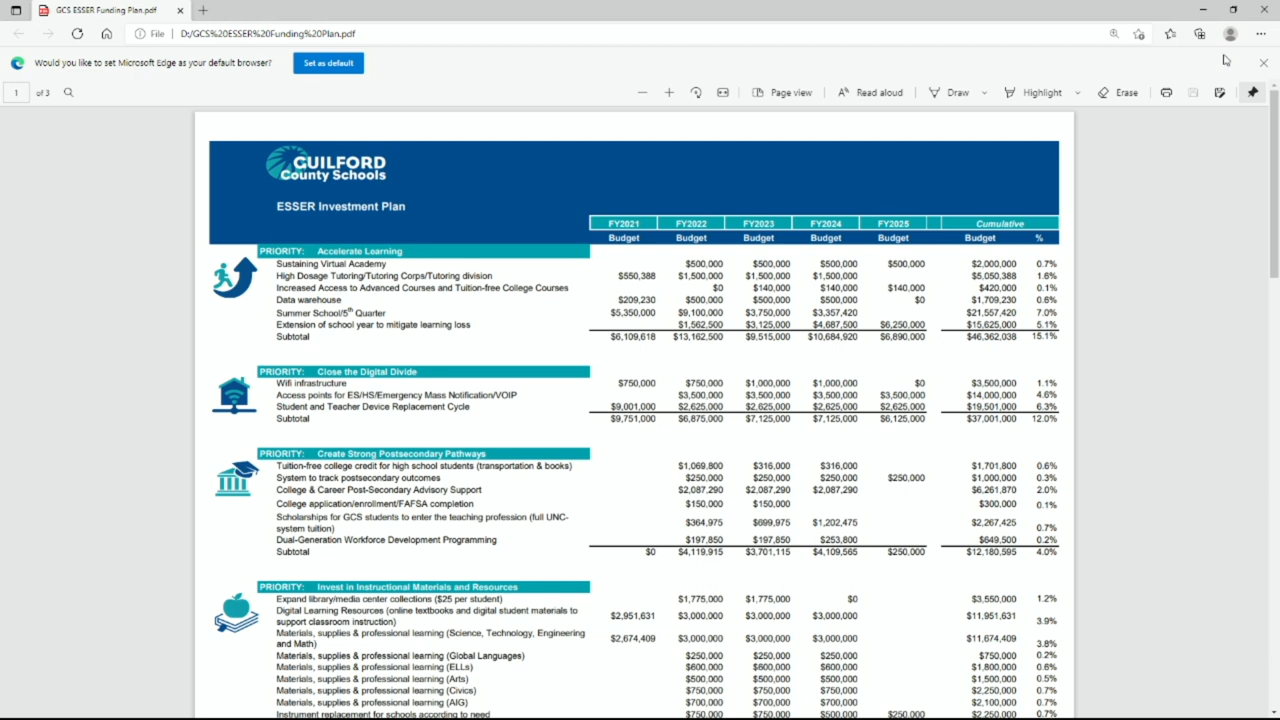 GCS ESSER Funding Plan.pdf
File D:/GCS%20ESSER%20Funding%20Plan.pdf
Would you like to set Microsoft Edge as your default browser? Set as default
1 of 3 Page view Read aloud Draw Highlight Erase
GUILFORD
County Schools
ESSER Investment Plan
FY2021 FY2022 FY2023 FY2024 FY2025 Cumulative
Budget Budget Budget Budget Budget Budget %
PRIORITY: Accelerate Learning
Sustaining Virtual Academy $500,000 $500,000 $500,000 $500,000 $2,000,000 0.7%
High Dosage Tutoring/Tutoring Corps/Tutoring division $550,388 $1,500,000 $1,500,000 $1,500,000 $5,050,388 1.6%
Increased Access to Advanced Courses and Tuition-free College Courses $0 $140,000 $140,000 $140,000 $420,000 0.1%
Data warehouse $209,230 $500,000 $500,000 $500,000 $0 $1,709,230 0.6%
Summer School/5th Quarter $5,350,000 $9,100,000 $3,750,000 $3,357,420 $21,557,420 7.0%
Extension of school year to mitigate learning loss $1,562,500 $3,125,000 $4,687,500 $6,250,000 $15,625,000 5.1%
Subtotal $6,109,618 $13,162,500 $9,515,000 $10,684,920 $6,890,000 $46,362,038 15.1%
PRIORITY: Close the Digital Divide
Wifi infrastructure $750,000 $750,000 $1,000,000 $1,000,000 $0 $3,500,000 1.1%
Access points for ES/HS/Emergency Mass Notification/VOIP $3,500,000 $3,500,000 $3,500,000 $3,500,000 $14,000,000 4.6%
Student and Teacher Device Replacement Cycle $9,001,000 $2,625,000 $2,625,000 $2,625,000 $2,625,000 $19,501,000 6.3%
Subtotal $9,751,000 $6,875,000 $7,125,000 $7,125,000 $6,125,000 $37,001,000 12.0%
PRIORITY: Create Strong Postsecondary Pathways
Tuition-free college credit for high school students (transportation & books) $1,069,800 $316,000 $316,000 $1,701,800 0.6%
System to track postsecondary outcomes $250,000 $250,000 $250,000 $250,000 $1,000,000 0.3%
College & Career Post-Secondary Advisory Support $2,087,290 $2,087,290 $2,087,290 $6,261,870 2.0%
College application/enrollment/FAFSA completion $150,000 $150,000 $300,000 0.1%
Scholarships for GCS students to enter the teaching profession (full UNC-
system tuition) $364,975 $699,975 $1,202,475 $2,267,425 0.7%
Dual-Generation Workforce Development Programming $197,850 $197,850 $253,800 $649,500 0.2%
Subtotal $0 $4,119,915 $3,701,115 $4,109,565 $250,000 $12,180,595 4.0%
PRIORITY: Invest in Instructional Materials and Resources
Expand library/media center collections ($25 per student) $1,775,000 $1,775,000 $0 $3,550,000 1.2%
Digital Learning Resources (online textbooks and digital student materials to
support classroom instruction) $2,951,631 $3,000,000 $3,000,000 $3,000,000 $11,951,631 3.9%
Materials, supplies & professional learning (Science, Technology, Engineering
and Math) $2,674,409 $3,000,000 $3,000,000 $3,000,000 $11,674,409 3.8%
Materials, supplies & professional learning (Global Languages) $250,000 $250,000 $250,000 $750,000 0.2%
Materials, supplies & professional learning (ELLs) $600,000 $600,000 $600,000 $1,800,000 0.6%
Materials, supplies & professional learning (Arts) $500,000 $500,000 $500,000 $1,500,000 0.5%
Materials, supplies & professional learning (Civics) $750,000 $750,000 $750,000 $2,250,000 0.7%
Materials, supplies & professional learning (AIG) $700,000 $700,000 $700,000 $2,100,000 0.7%
Instrument replacement for schools according to need $750,000 $750,000 $500,000 $250,000 $2,250,000 0.7%